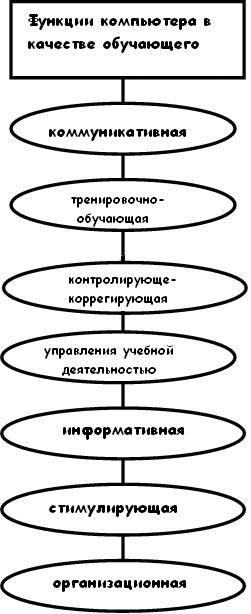 Функции компьютера в
качестве обучающего
коммуникативная
тренировочно-
обучающая
контролирующе-
коррегирующая
управления учебной
деятельностью
информативная
стимулирующая
организационная